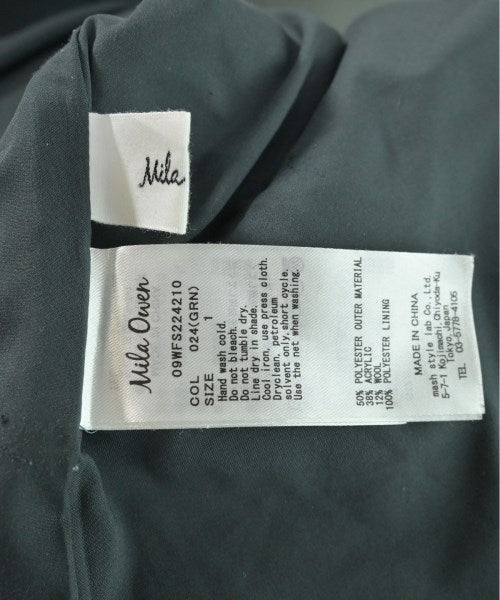 Mila
Mila Owen
09WFS224210
COL 024(GRN)
SIZE 1
Hand wash cold.
Do not bleach.
Do not tumble dry.
Line dry in shade.
Cool iron, use press cloth.
Dryclean, petroleum
solvent only, short cycle.
Use the net when washing.
50% POLYESTER OUTER MATERIAL
38% ACRYLIC
12% WOOL
100% POLYESTER LINING
MADE IN CHINA
mash style lab Co., Ltd.
5-7-1 Kojimachi, Chiyoda-Ku
Tokyo, Japan
TEL 03-5778-4105